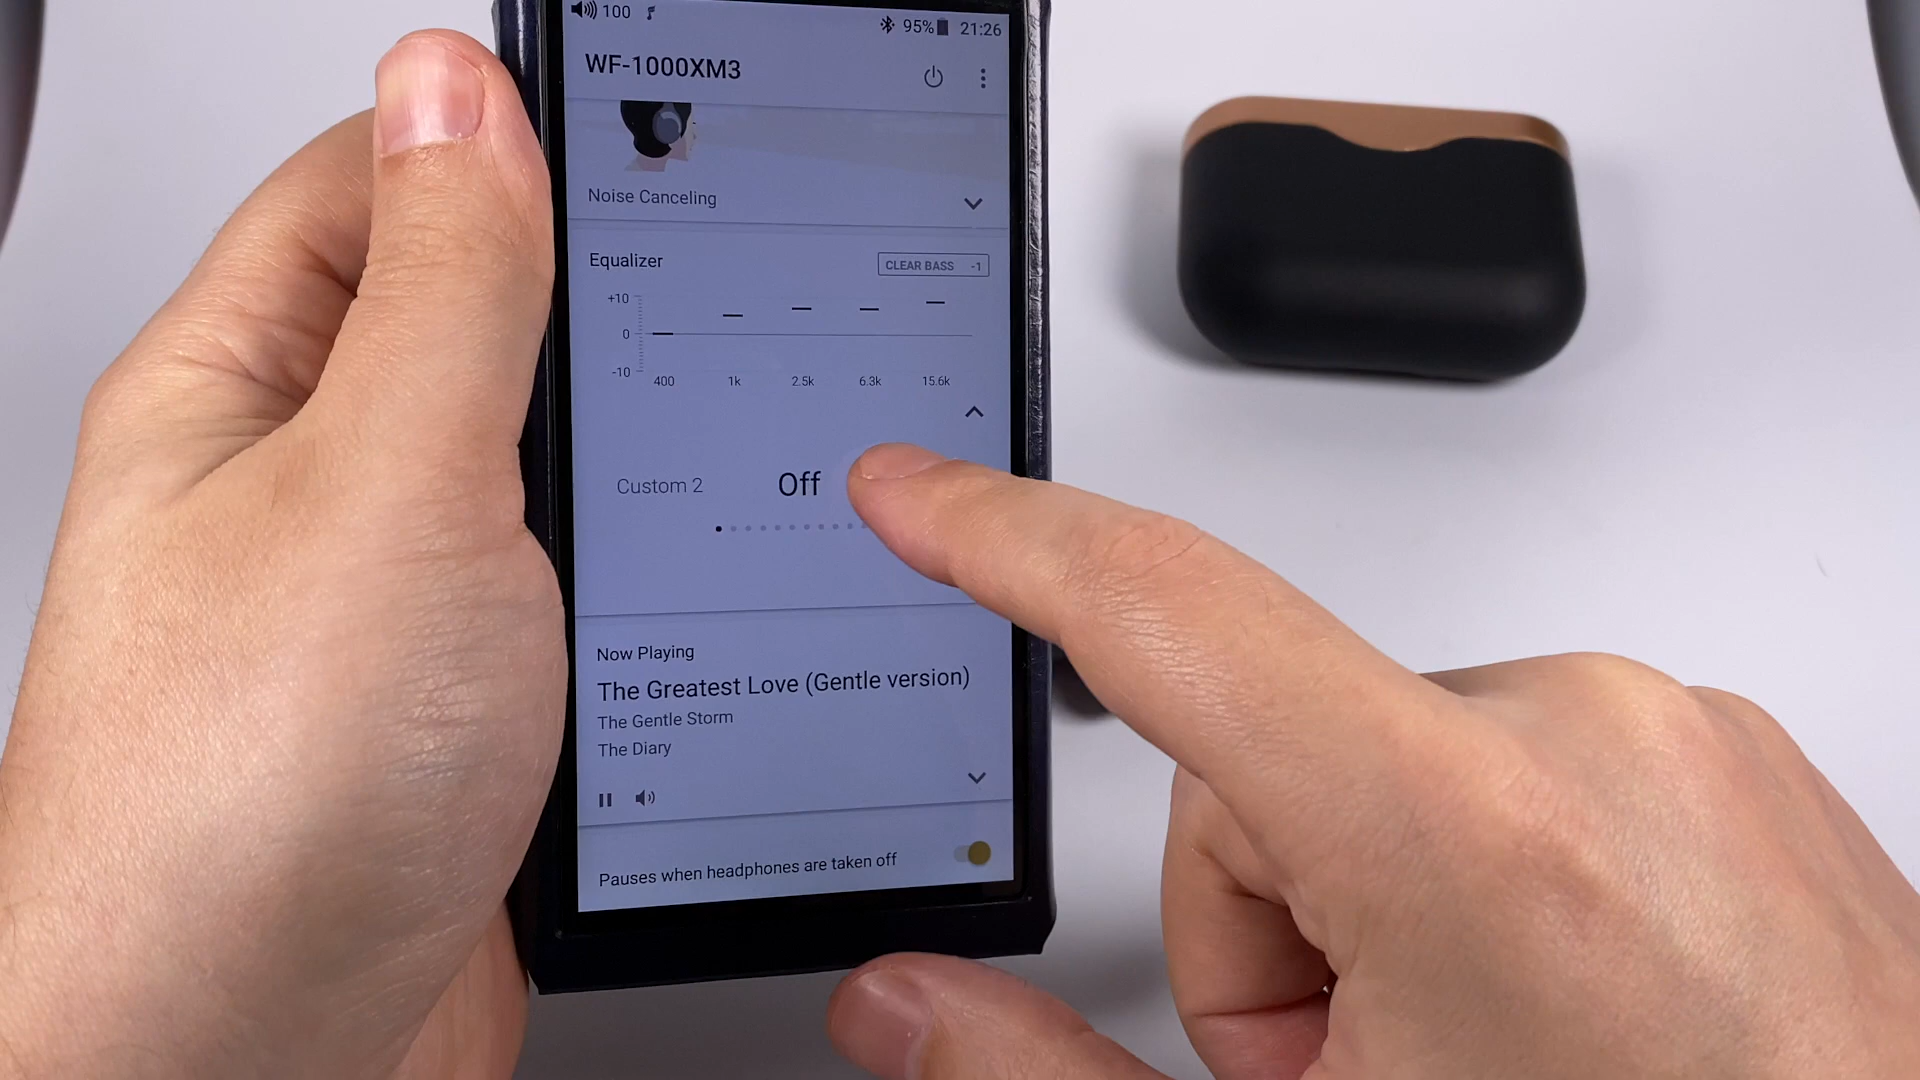 100 95% 21:26
WF-1000XM3
Noise Canceling
Equalizer CLEAR BASS -1
+10
0
-10
400 1k 2.5k 6.3k 15.6k
Custom 2 Off
Now Playing
The Greatest Love (Gentle version)
The Gentle Storm
The Diary
Pauses when headphones are taken off